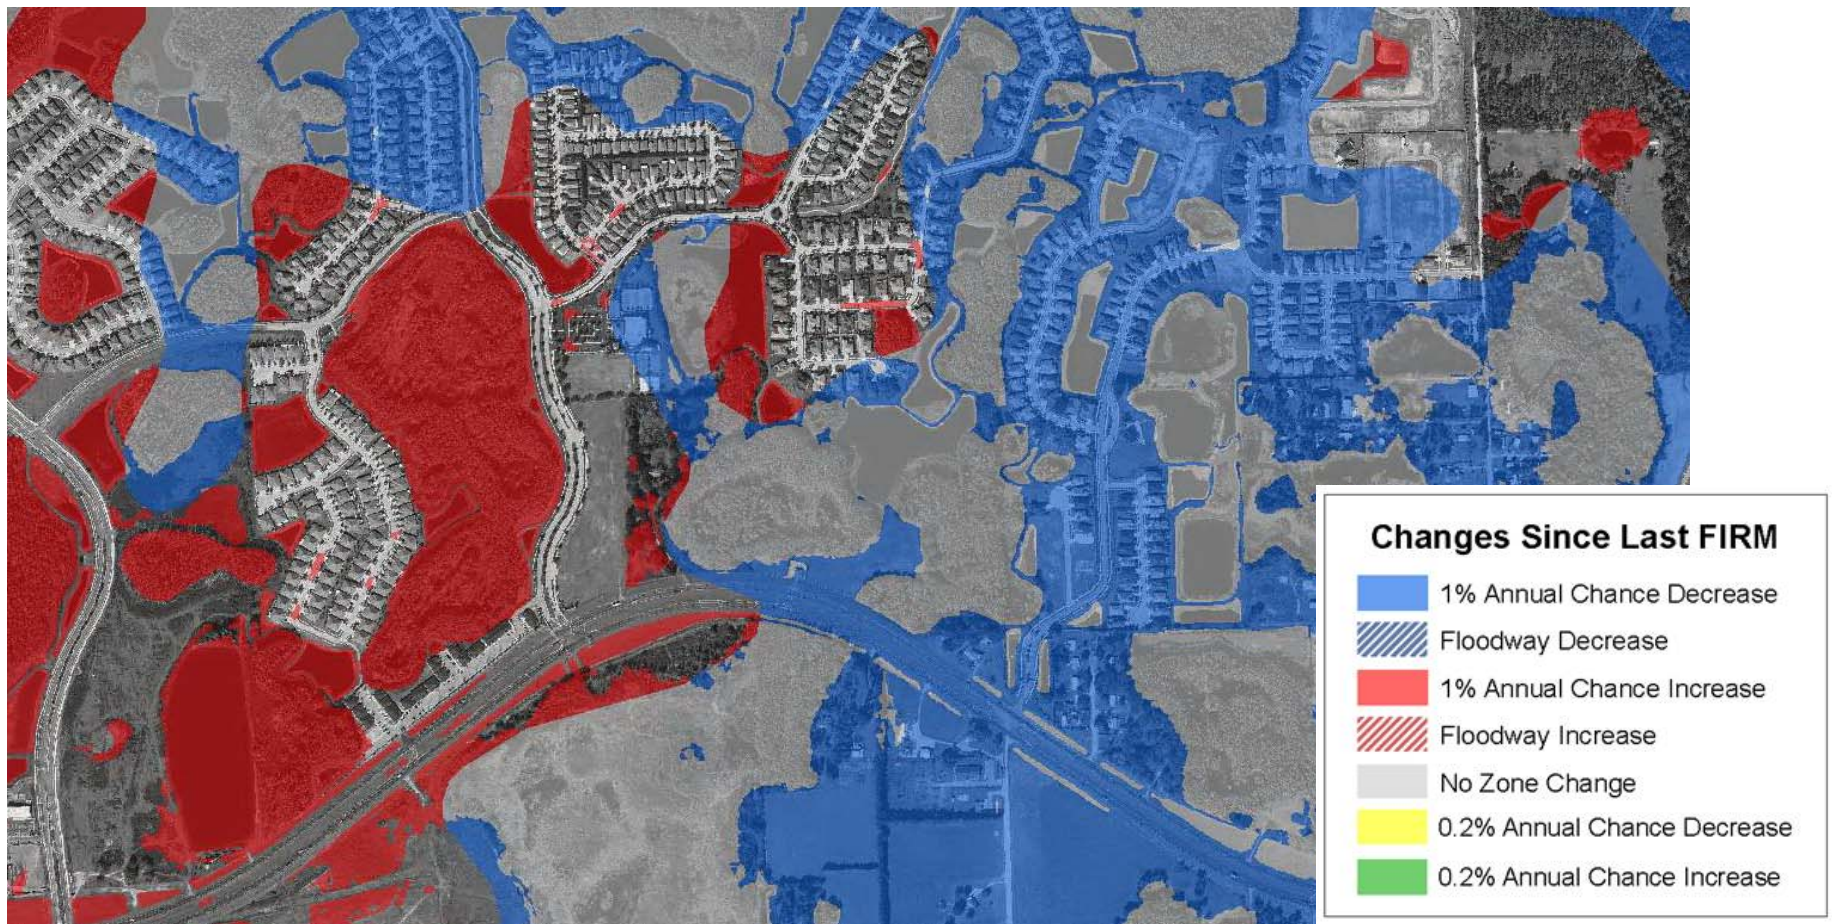 Changes Since Last FIRM
1% Annual Chance Decrease
Floodway Decrease
1% Annual Chance Increase
Floodway Increase
No Zone Change
0.2% Annual Chance Decrease
0.2% Annual Chance Increase